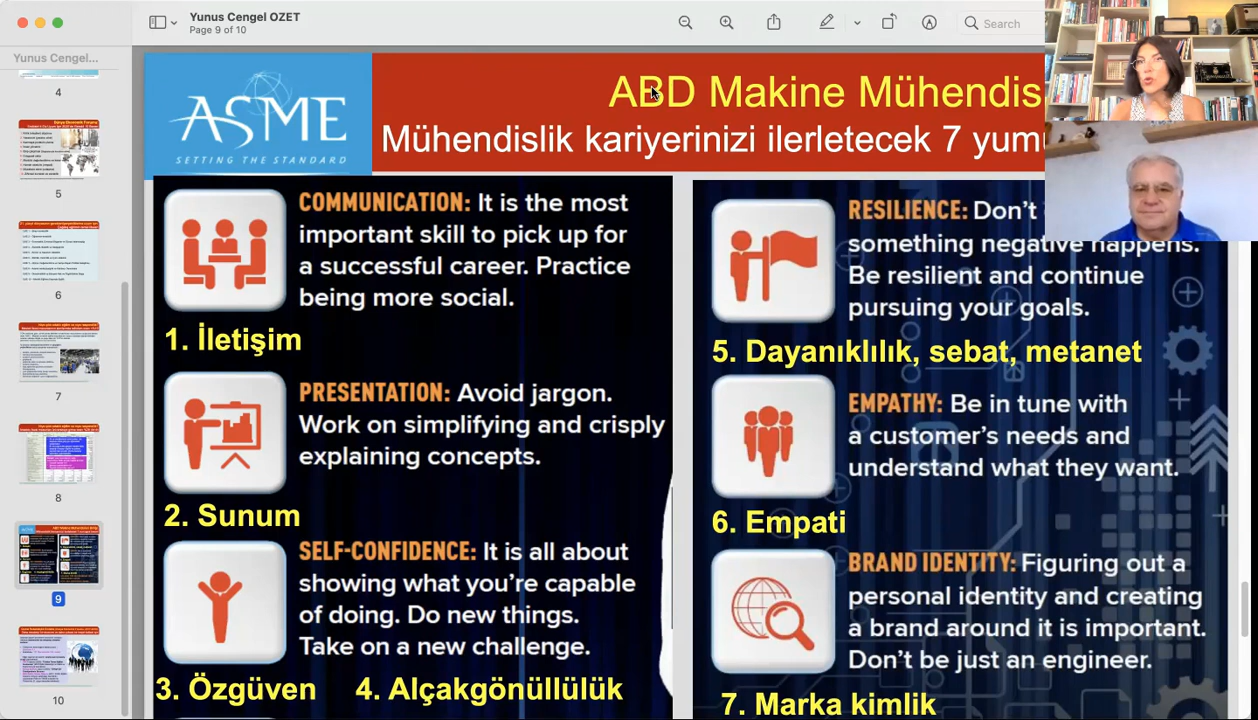 Yunus Cengel OZET
Page 9 of 10
Search
Yunus Cengel...
4
5
6
7
8
9
10
ASME
SETTING THE STANDARD
ABD Makine Mühendis
Mühendislik kariyerinizi ilerletecek 7 yum
COMMUNICATION: It is the most
important skill to pick up for
a successful career. Practice
being more social.
1. İletişim
PRESENTATION: Avoid jargon.
Work on simplifying and crisply
explaining concepts.
2. Sunum
SELF-CONFIDENCE: It is all about
showing what you're capable
of doing. Do new things.
Take on a new challenge.
3. Özgüven 4. Alçakgönüllülük
RESILIENCE: Don't
something negative happens.
Be resilient and continue
pursuing your goals.
5. Dayanıklılık, sebat, metanet
EMPATHY: Be in tune with
a customer's needs and
understand what they want.
6. Empati
BRAND IDENTITY: Figuring out a
personal identity and creating
a brand around it is important.
Don't be just an engineer.
7. Marka kimlik